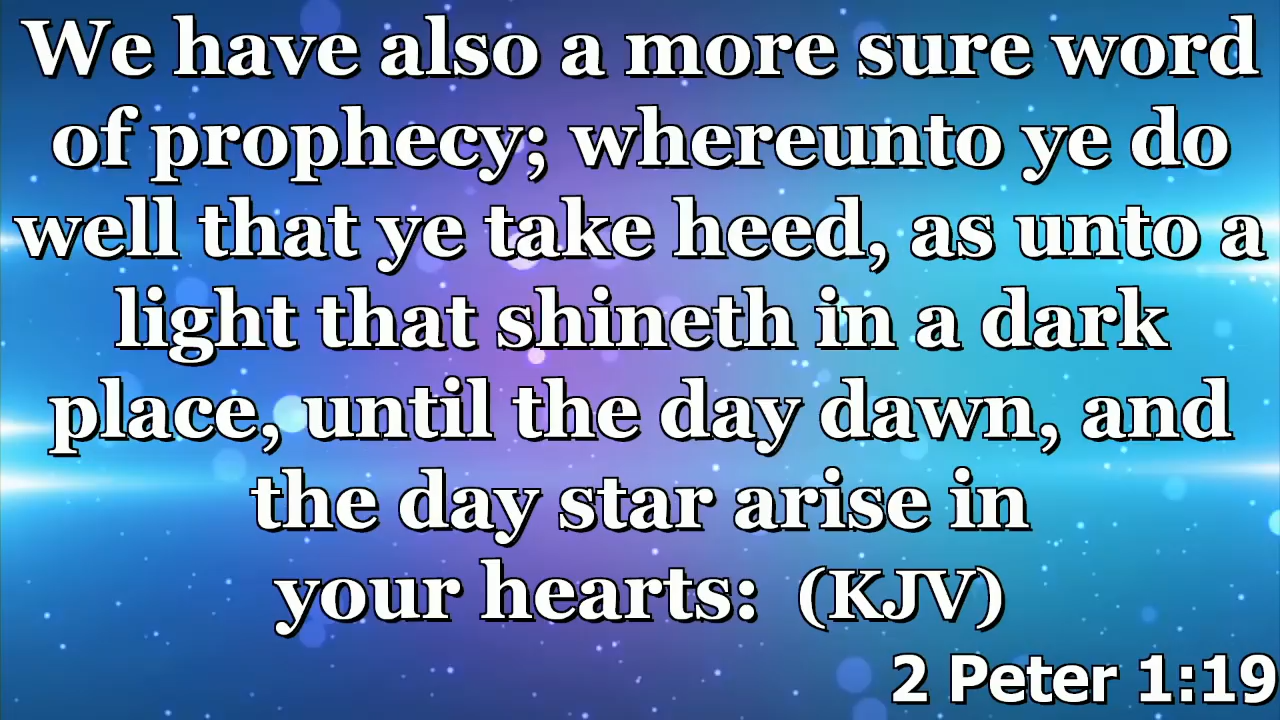 We have also a more sure word
of prophecy; whereunto ye do
well that ye take heed, as unto a
light that shineth in a dark
place, until the day dawn, and
the day star arise in
your hearts: (KJV)
2 Peter 1:19